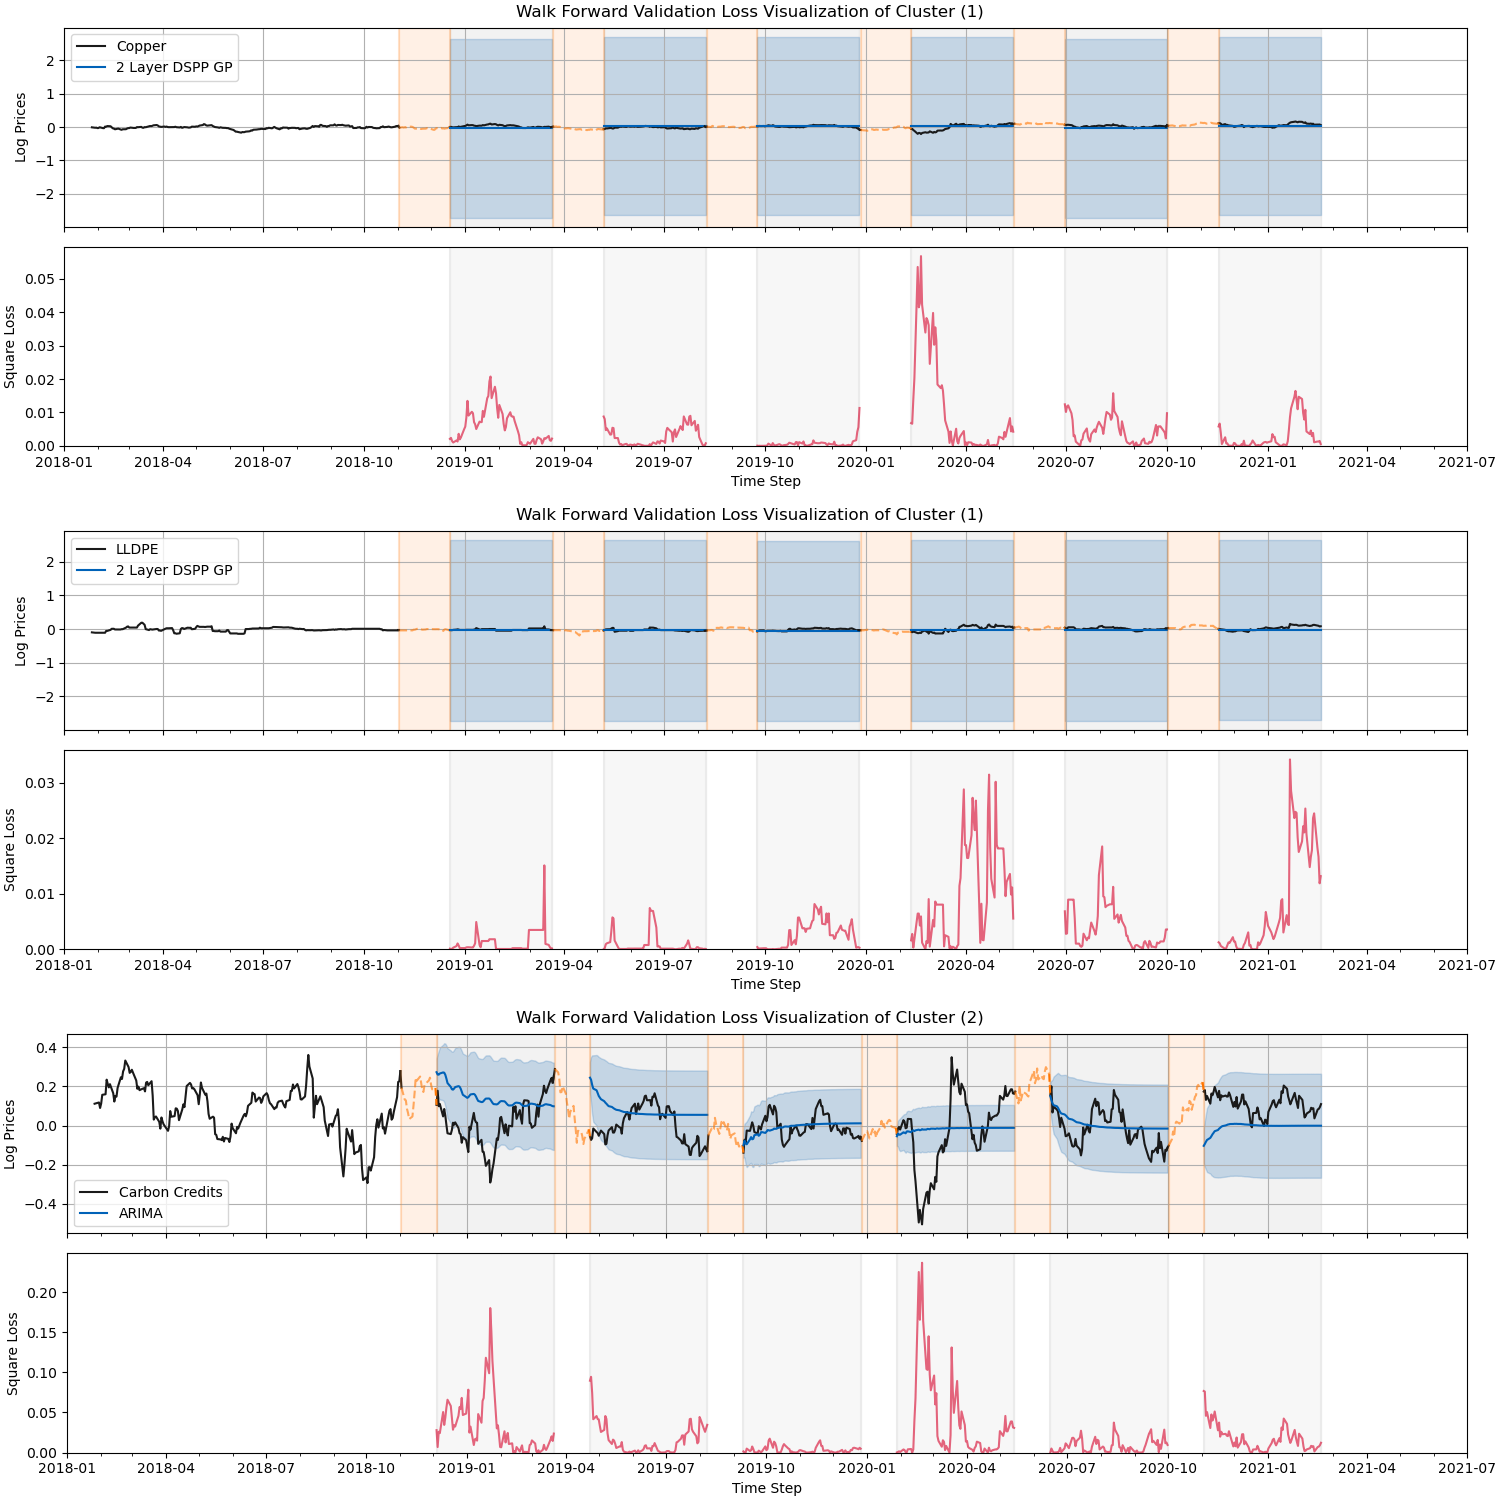 Walk Forward Validation Loss Visualization of Cluster (1)
Log Prices
2
1
0
−1
−2
Copper
2 Layer DSPP GP
Square Loss
0.05
0.04
0.03
0.02
0.01
0.00
2018-01 2018-04 2018-07 2018-10 2019-01 2019-04 2019-07 2019-10 2020-01 2020-04 2020-07 2020-10 2021-01 2021-04 2021-07
Time Step
Walk Forward Validation Loss Visualization of Cluster (1)
Log Prices
2
1
0
−1
−2
LLDPE
2 Layer DSPP GP
Square Loss
0.03
0.02
0.01
0.00
2018-01 2018-04 2018-07 2018-10 2019-01 2019-04 2019-07 2019-10 2020-01 2020-04 2020-07 2020-10 2021-01 2021-04 2021-07
Time Step
Walk Forward Validation Loss Visualization of Cluster (2)
Log Prices
0.4
0.2
0.0
−0.2
−0.4
Carbon Credits
ARIMA
Square Loss
0.20
0.15
0.10
0.05
0.00
2018-01 2018-04 2018-07 2018-10 2019-01 2019-04 2019-07 2019-10 2020-01 2020-04 2020-07 2020-10 2021-01 2021-04 2021-07
Time Step